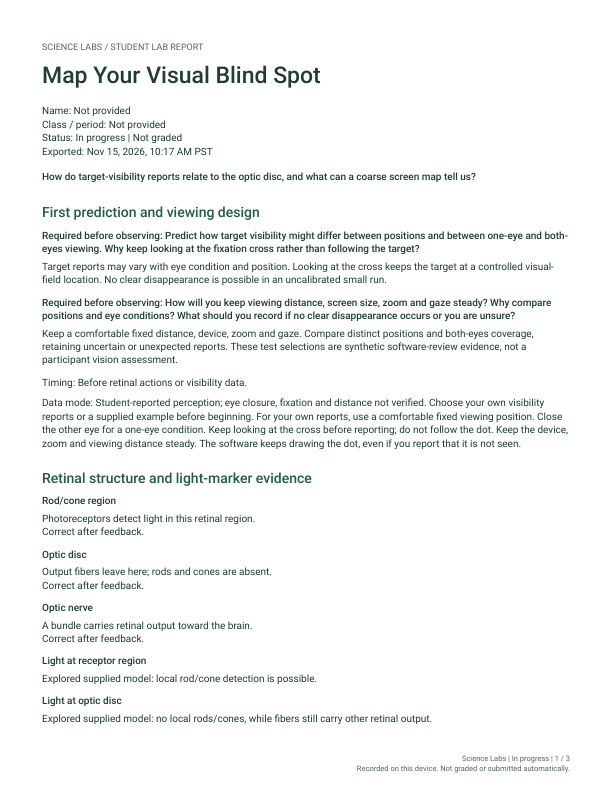 SCIENCE LABS / STUDENT LAB REPORT
Map Your Visual Blind Spot
Name: Not provided
Class / period: Not provided
Status: In progress | Not graded
Exported: Nov 15, 2026, 10:17 AM PST
How do target-visibility reports relate to the optic disc, and what can a coarse screen map tell us?
First prediction and viewing design
Required before observing: Predict how target visibility might differ between positions and between one-eye and both-
eyes viewing. Why keep looking at the fixation cross rather than following the target?
Target reports may vary with eye condition and position. Looking at the cross keeps the target at a controlled visual-
field location. No clear disappearance is possible in an uncalibrated small run.
Required before observing: How will you keep viewing distance, screen size, zoom and gaze steady? Why compare
positions and eye conditions? What should you record if no clear disappearance occurs or you are unsure?
Keep a comfortable fixed distance, device, zoom and gaze. Compare distinct positions and both-eyes coverage,
retaining uncertain or unexpected reports. These test selections are synthetic software-review evidence, not a
participant vision assessment.
Timing: Before retinal actions or visibility data.
Data mode: Student-reported perception; eye closure, fixation and distance not verified. Choose your own visibility
reports or a supplied example before beginning. For your own reports, use a comfortable fixed viewing position. Close
the other eye for a one-eye condition. Keep looking at the cross before reporting; do not follow the dot. Keep the device,
zoom and viewing distance steady. The software keeps drawing the dot, even if you report that it is not seen.
Retinal structure and light-marker evidence
Rod/cone region
Photoreceptors detect light in this retinal region.
Correct after feedback.
Optic disc
Output fibers leave here; rods and cones are absent.
Correct after feedback.
Optic nerve
A bundle carries retinal output toward the brain.
Correct after feedback.
Light at receptor region
Explored supplied model: local rod/cone detection is possible.
Light at optic disc
Explored supplied model: no local rods/cones, while fibers still carry other retinal output.
Science Labs | In progress | 1 / 3
Recorded on this device. Not graded or submitted automatically.